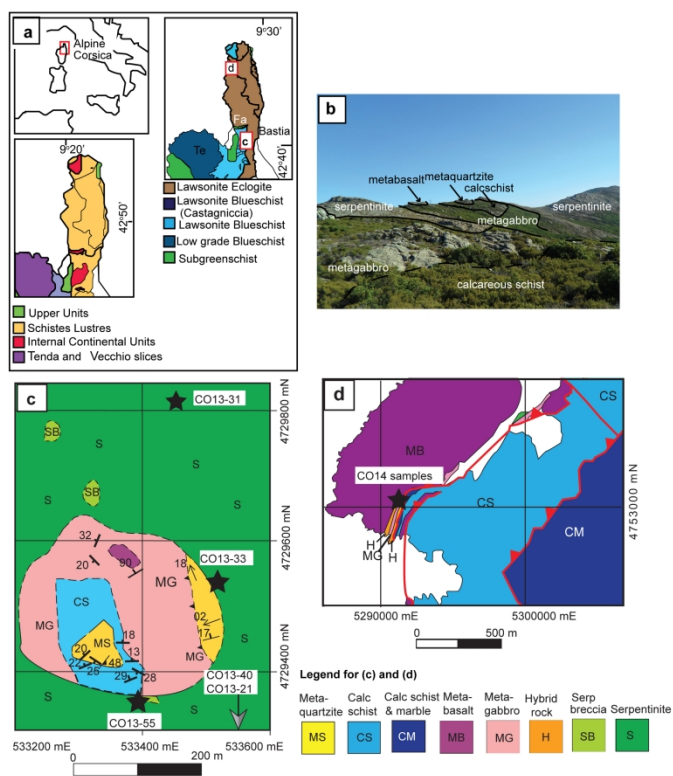 a
Alpine
Corsica
9°20'
42°50'
Upper Units
Schistes Lustres
Internal Continental Units
Tenda and Vecchio slices
9°30'
d
Fa
Bastia
Te
c
42°40'
Lawsonite Eclogite
Lawsonite Blueschist
(Castagniccia)
Lawsonite Blueschist
Low grade Blueschist
Subgreenschist
b
metabasalt
metaquartzite
calcschist
serpentinite
serpentinite
metagabbro
metagabbro
calcareous schist
c
CO13-31
4729800 mN
SB
S
S
SB
S
S
S
32
4729600 mN
20
90
18
CO13-33
MG
CS
MG
02
17
MS
18
S
20
13
MG
22
48
25
29
28
4729400 mN
CO13-40
CO13-21
S
CO13-55
533200 mE
533400 mE
533600 mE
0
200 m
d
CS
MB
CO14 samples
CS
4753000 mN
CM
H
MG
H
5290000 mE
5300000 mE
0
500 m
Legend for (c) and (d)
Meta-
quartzite
Calc
schist
Calc schist
& marble
Meta-
basalt
Meta-
gabbro
Hybrid
rock
Serp
breccia
Serpentinite
MS
CS
CM
MB
MG
H
SB
S